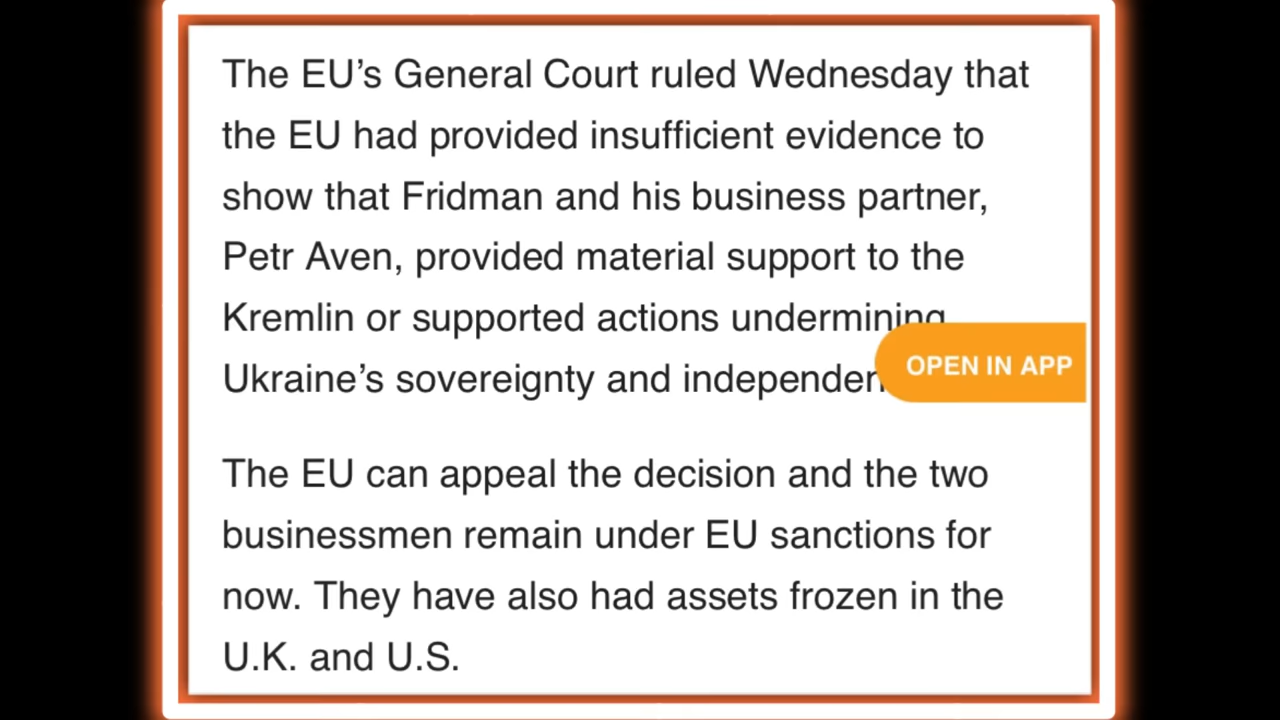 The EU’s General Court ruled Wednesday that
the EU had provided insufficient evidence to
show that Fridman and his business partner,
Petr Aven, provided material support to the
Kremlin or supported actions undermining
Ukraine’s sovereignty and independen
OPEN IN APP
The EU can appeal the decision and the two
businessmen remain under EU sanctions for
now. They have also had assets frozen in the
U.K. and U.S.